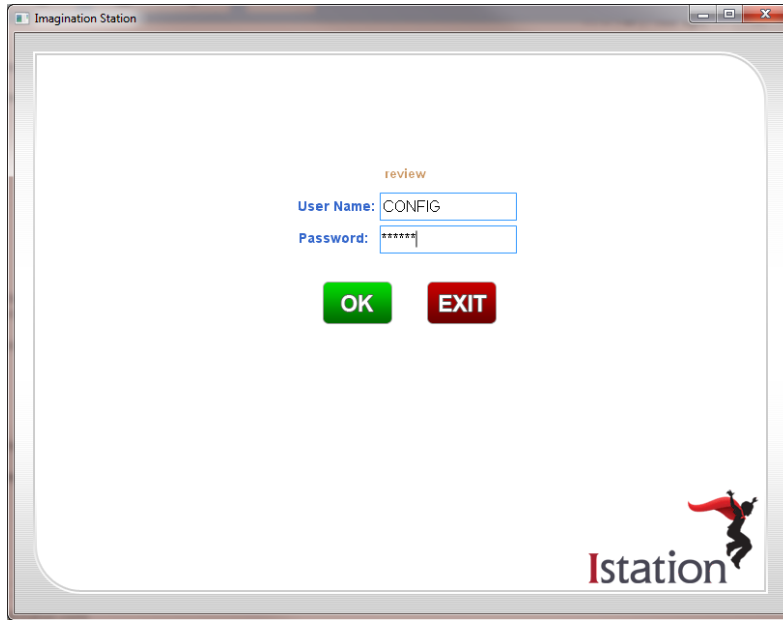 Imagination Station
review
User Name: CONFIG
Password: ******
OK EXIT
Istation